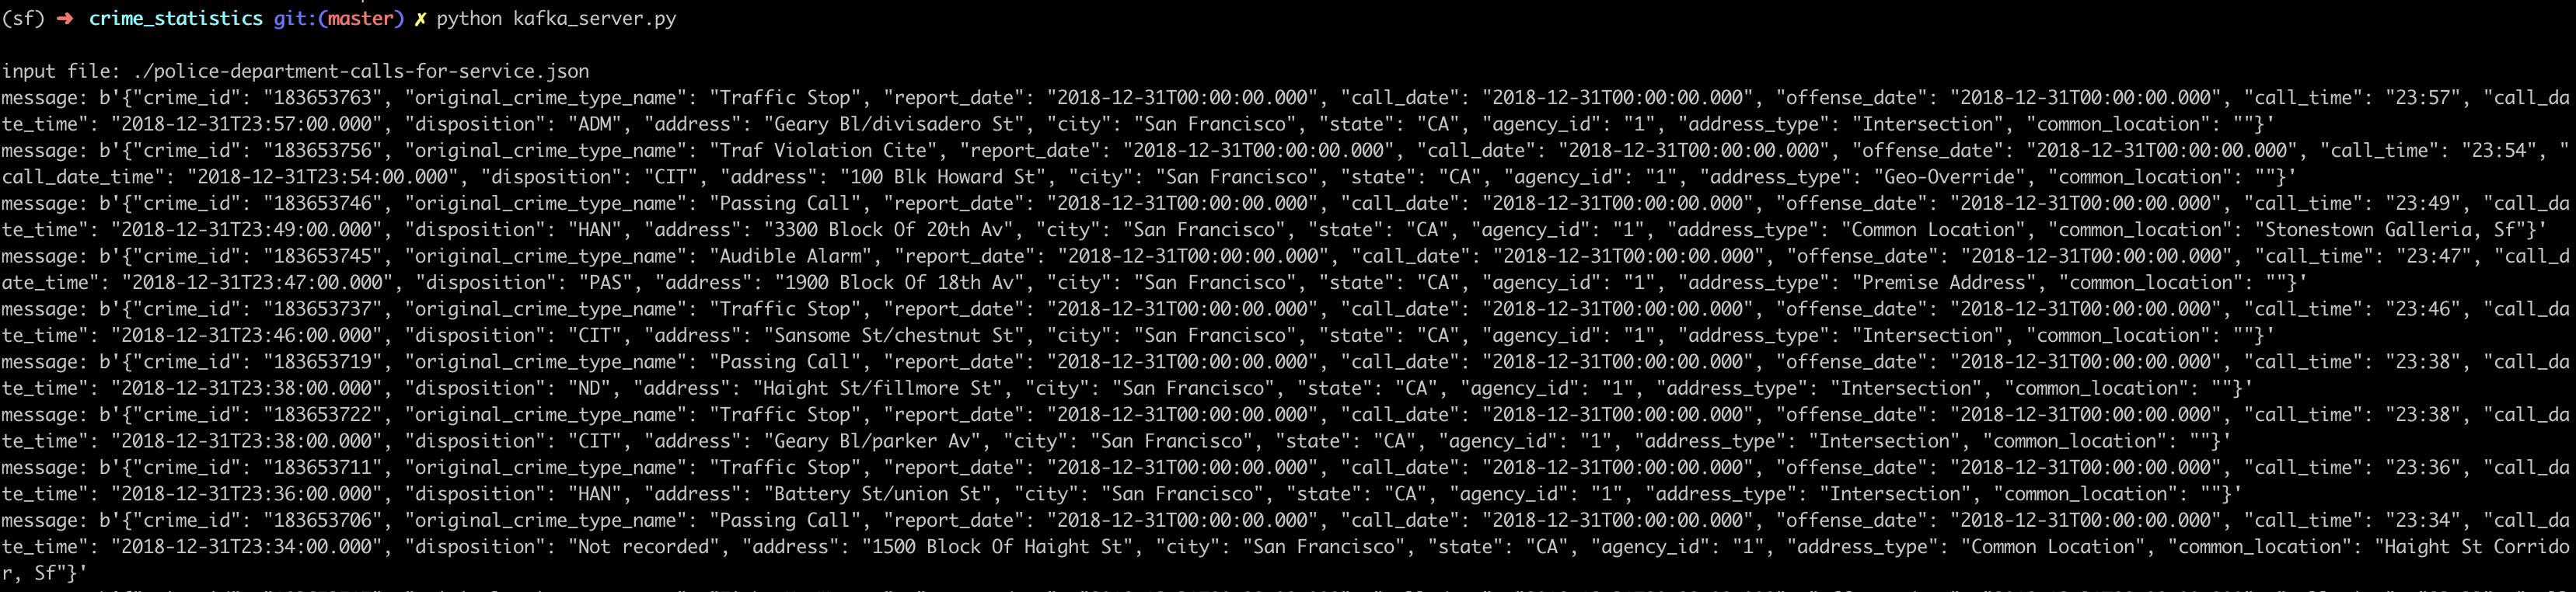 (sf) ➜ crime_statistics git:(master) ✗ python kafka_server.py
input file: ./police-department-calls-for-service.json
message: b'{"crime_id": "183653763", "original_crime_type_name": "Traffic Stop", "report_date": "2018-12-31T00:00:00.000", "call_date": "2018-12-31T00:00:00.000", "offense_date": "2018-12-31T00:00:00.000", "call_time": "23:57", "call_da
te_time": "2018-12-31T23:57:00.000", "disposition": "ADM", "address": "Geary Bl/divisadero St", "city": "San Francisco", "state": "CA", "agency_id": "1", "address_type": "Intersection", "common_location": ""}'
message: b'{"crime_id": "183653756", "original_crime_type_name": "Traf Violation Cite", "report_date": "2018-12-31T00:00:00.000", "call_date": "2018-12-31T00:00:00.000", "offense_date": "2018-12-31T00:00:00.000", "call_time": "23:54", "
call_date_time": "2018-12-31T23:54:00.000", "disposition": "CIT", "address": "100 Blk Howard St", "city": "San Francisco", "state": "CA", "agency_id": "1", "address_type": "Geo-Override", "common_location": ""}'
message: b'{"crime_id": "183653746", "original_crime_type_name": "Passing Call", "report_date": "2018-12-31T00:00:00.000", "call_date": "2018-12-31T00:00:00.000", "offense_date": "2018-12-31T00:00:00.000", "call_time": "23:49", "call_da
te_time": "2018-12-31T23:49:00.000", "disposition": "HAN", "address": "3300 Block Of 20th Av", "city": "San Francisco", "state": "CA", "agency_id": "1", "address_type": "Common Location", "common_location": "Stonestown Galleria, Sf"}'
message: b'{"crime_id": "183653745", "original_crime_type_name": "Audible Alarm", "report_date": "2018-12-31T00:00:00.000", "call_date": "2018-12-31T00:00:00.000", "offense_date": "2018-12-31T00:00:00.000", "call_time": "23:47", "call_d
ate_time": "2018-12-31T23:47:00.000", "disposition": "PAS", "address": "1900 Block Of 18th Av", "city": "San Francisco", "state": "CA", "agency_id": "1", "address_type": "Premise Address", "common_location": ""}'
message: b'{"crime_id": "183653737", "original_crime_type_name": "Traffic Stop", "report_date": "2018-12-31T00:00:00.000", "call_date": "2018-12-31T00:00:00.000", "offense_date": "2018-12-31T00:00:00.000", "call_time": "23:46", "call_da
te_time": "2018-12-31T23:46:00.000", "disposition": "CIT", "address": "Sansome St/chestnut St", "city": "San Francisco", "state": "CA", "agency_id": "1", "address_type": "Intersection", "common_location": ""}'
message: b'{"crime_id": "183653719", "original_crime_type_name": "Passing Call", "report_date": "2018-12-31T00:00:00.000", "call_date": "2018-12-31T00:00:00.000", "offense_date": "2018-12-31T00:00:00.000", "call_time": "23:38", "call_da
te_time": "2018-12-31T23:38:00.000", "disposition": "ND", "address": "Haight St/fillmore St", "city": "San Francisco", "state": "CA", "agency_id": "1", "address_type": "Intersection", "common_location": ""}'
message: b'{"crime_id": "183653722", "original_crime_type_name": "Traffic Stop", "report_date": "2018-12-31T00:00:00.000", "call_date": "2018-12-31T00:00:00.000", "offense_date": "2018-12-31T00:00:00.000", "call_time": "23:38", "call_da
te_time": "2018-12-31T23:38:00.000", "disposition": "CIT", "address": "Geary Bl/parker Av", "city": "San Francisco", "state": "CA", "agency_id": "1", "address_type": "Intersection", "common_location": ""}'
message: b'{"crime_id": "183653711", "original_crime_type_name": "Traffic Stop", "report_date": "2018-12-31T00:00:00.000", "call_date": "2018-12-31T00:00:00.000", "offense_date": "2018-12-31T00:00:00.000", "call_time": "23:36", "call_da
te_time": "2018-12-31T23:36:00.000", "disposition": "HAN", "address": "Battery St/union St", "city": "San Francisco", "state": "CA", "agency_id": "1", "address_type": "Intersection", "common_location": ""}'
message: b'{"crime_id": "183653706", "original_crime_type_name": "Passing Call", "report_date": "2018-12-31T00:00:00.000", "call_date": "2018-12-31T00:00:00.000", "offense_date": "2018-12-31T00:00:00.000", "call_time": "23:34", "call_da
te_time": "2018-12-31T23:34:00.000", "disposition": "Not recorded", "address": "1500 Block Of Haight St", "city": "San Francisco", "state": "CA", "agency_id": "1", "address_type": "Common Location", "common_location": "Haight St Corrido
r, Sf"}'